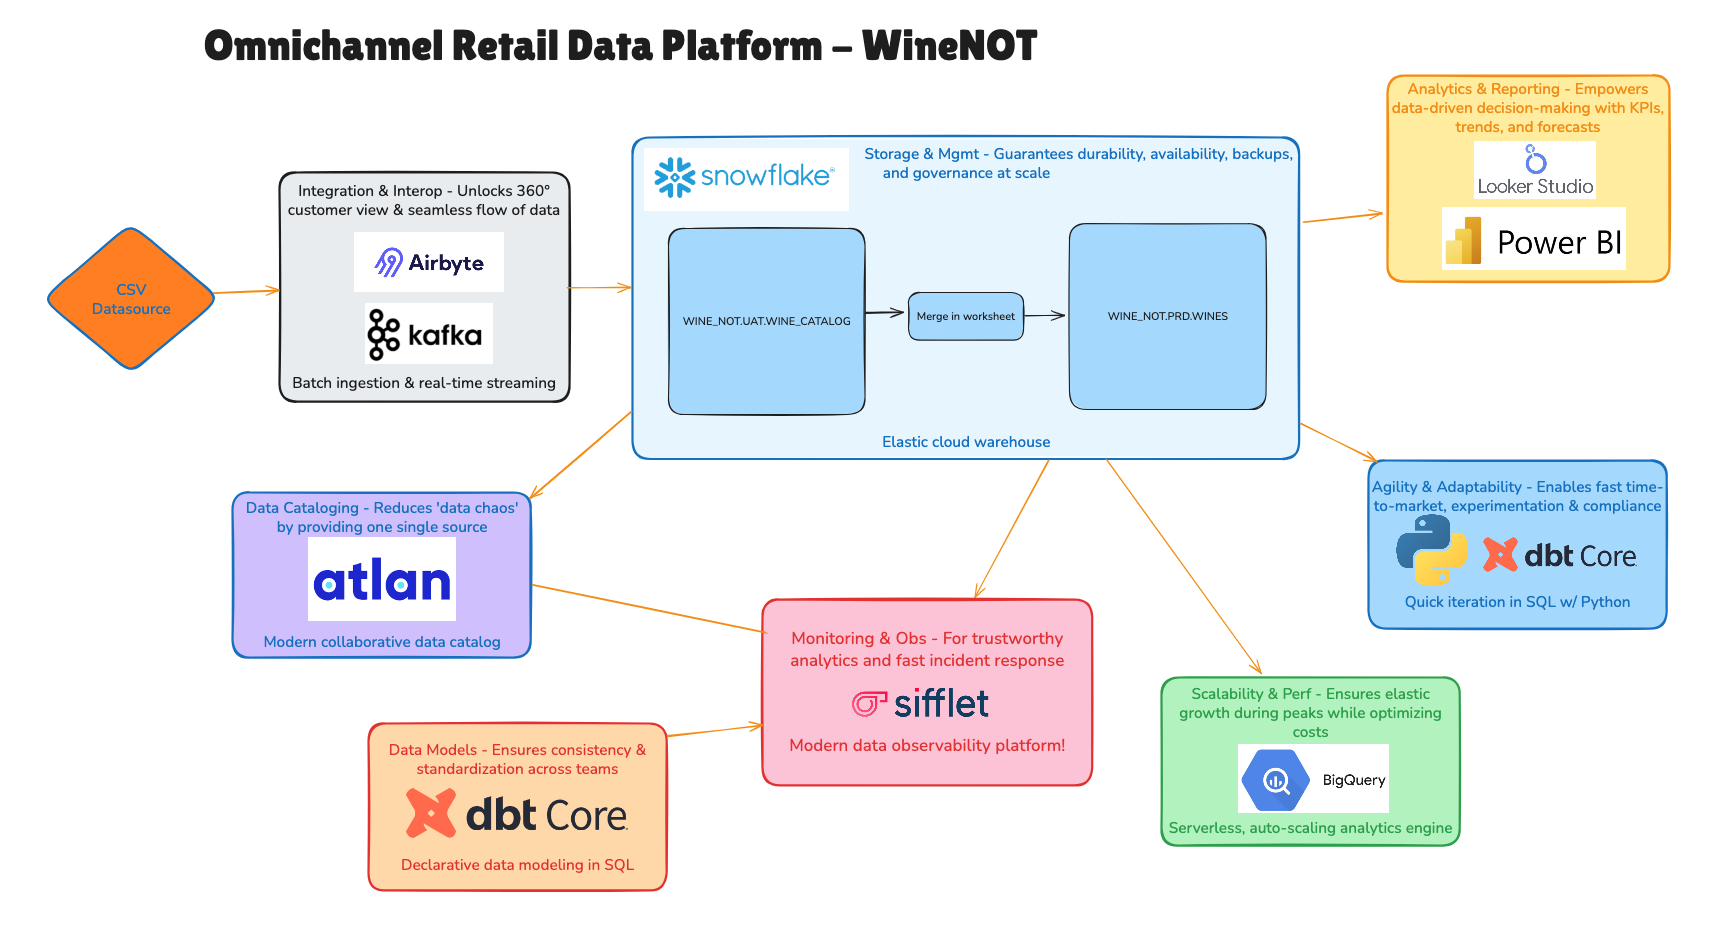 Omnichannel Retail Data Platform - WineNOT
CSV
Datasource
Integration & Interop - Unlocks 360°
customer view & seamless flow of data
Airbyte
kafka
Batch ingestion & real-time streaming
snowflake®
Storage & Mgmt - Guarantees durability, availability, backups,
and governance at scale
WINE_NOT.UAT.WINE_CATALOG
Merge in worksheet
WINE_NOT.PRD.WINES
Elastic cloud warehouse
Analytics & Reporting - Empowers
data-driven decision-making with KPIs,
trends, and forecasts
Looker Studio
Power BI
Agility & Adaptability - Enables fast time-
to-market, experimentation & compliance
dbt Core
Quick iteration in SQL w/ Python
Data Cataloging - Reduces 'data chaos'
by providing one single source
atlan
Modern collaborative data catalog
Monitoring & Obs - For trustworthy
analytics and fast incident response
sifflet
Modern data observability platform!
Scalability & Perf - Ensures elastic
growth during peaks while optimizing
costs
BigQuery
Serverless, auto-scaling analytics engine
Data Models - Ensures consistency &
standardization across teams
dbt Core
Declarative data modeling in SQL